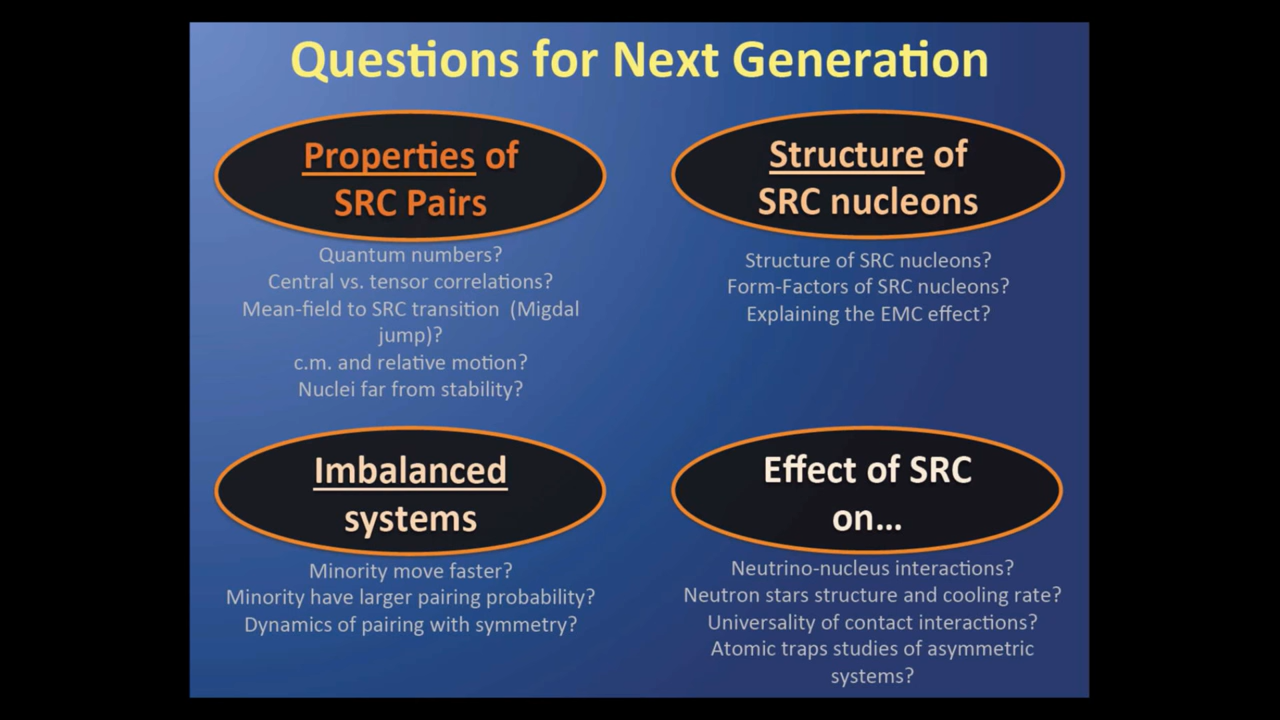 Questions for Next Generation
Properties of
SRC Pairs
Quantum numbers?
Central vs. tensor correlations?
Mean-field to SRC transition (Migdal
jump)?
c.m. and relative motion?
Nuclei far from stability?
Structure of
SRC nucleons
Structure of SRC nucleons?
Form-Factors of SRC nucleons?
Explaining the EMC effect?
Imbalanced
systems
Minority move faster?
Minority have larger pairing probability?
Dynamics of pairing with symmetry?
Effect of SRC
on…
Neutrino-nucleus interactions?
Neutron stars structure and cooling rate?
Universality of contact interactions?
Atomic traps studies of asymmetric
systems?